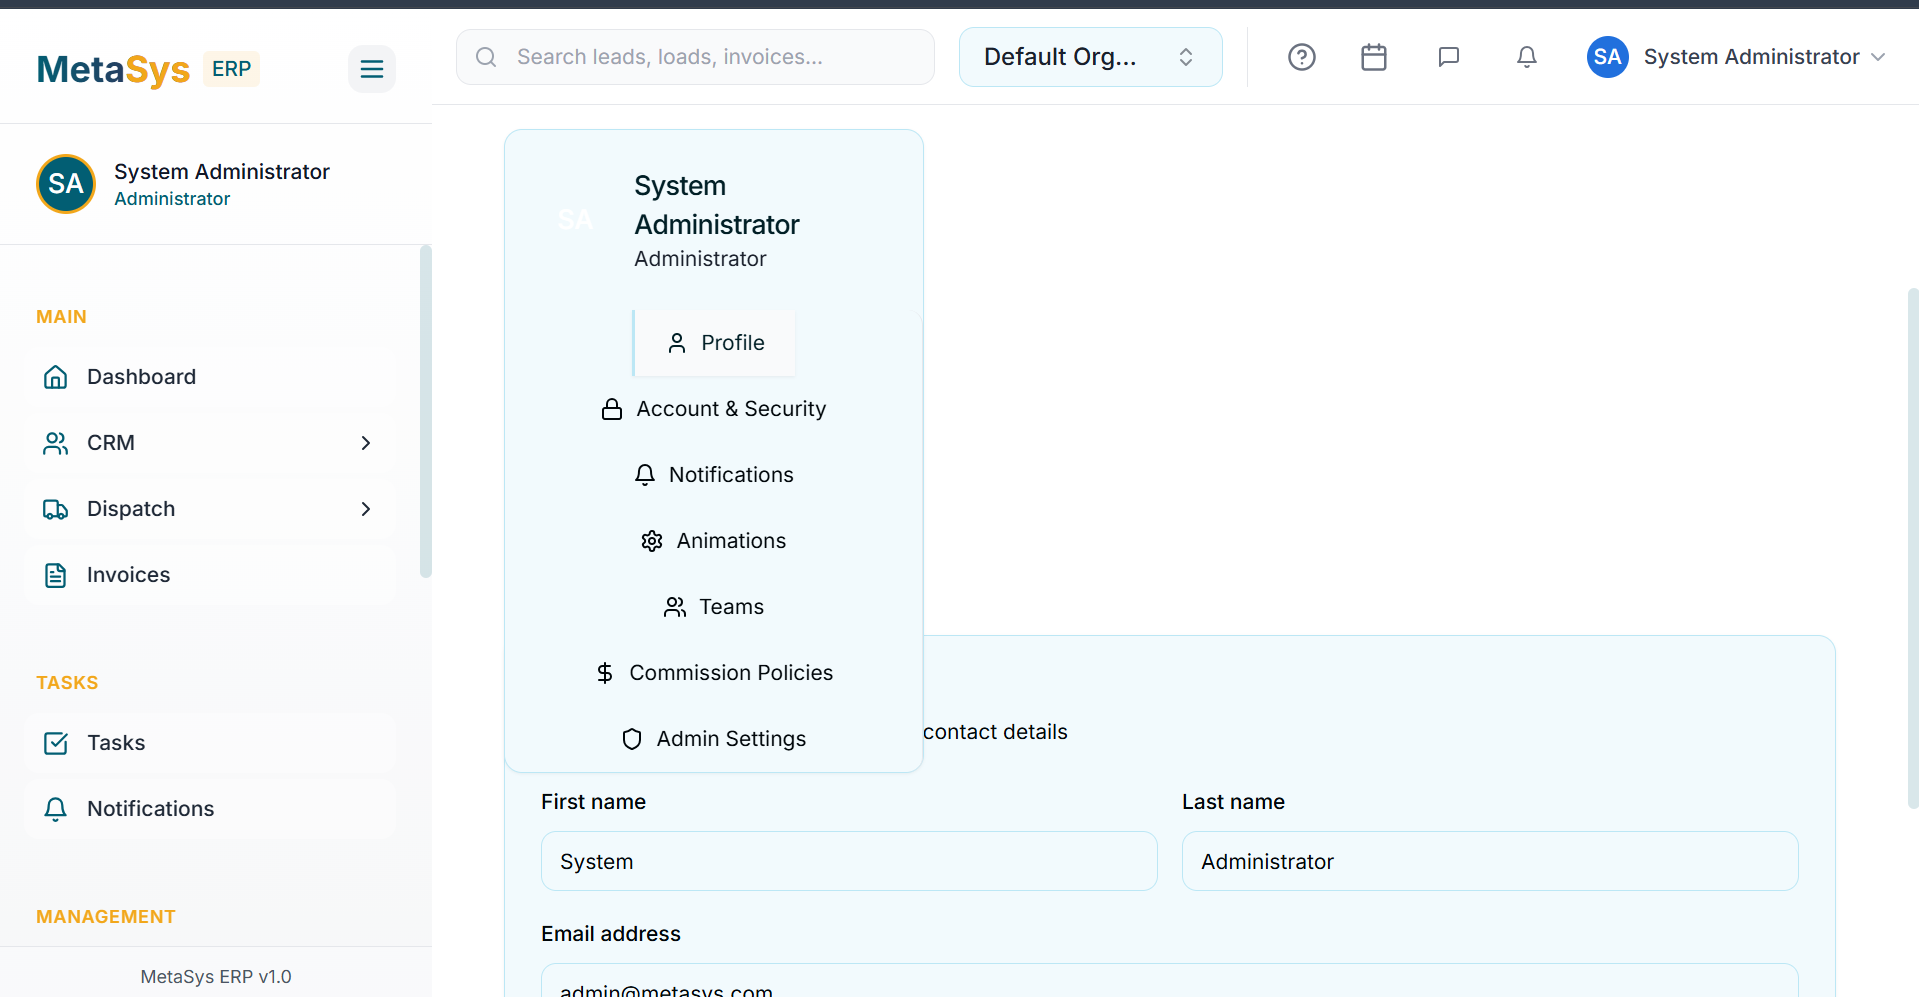 MetaSys ERP
Search leads, loads, invoices...
Default Org...
SA System Administrator
SA
System Administrator
Administrator
MAIN
Dashboard
CRM
Dispatch
Invoices
TASKS
Tasks
Notifications
MANAGEMENT
MetaSys ERP v1.0
SA
System
Administrator
Administrator
Profile
Account & Security
Notifications
Animations
Teams
Commission Policies
Admin Settings
contact details
First name
System
Last name
Administrator
Email address
admin@metasys.com